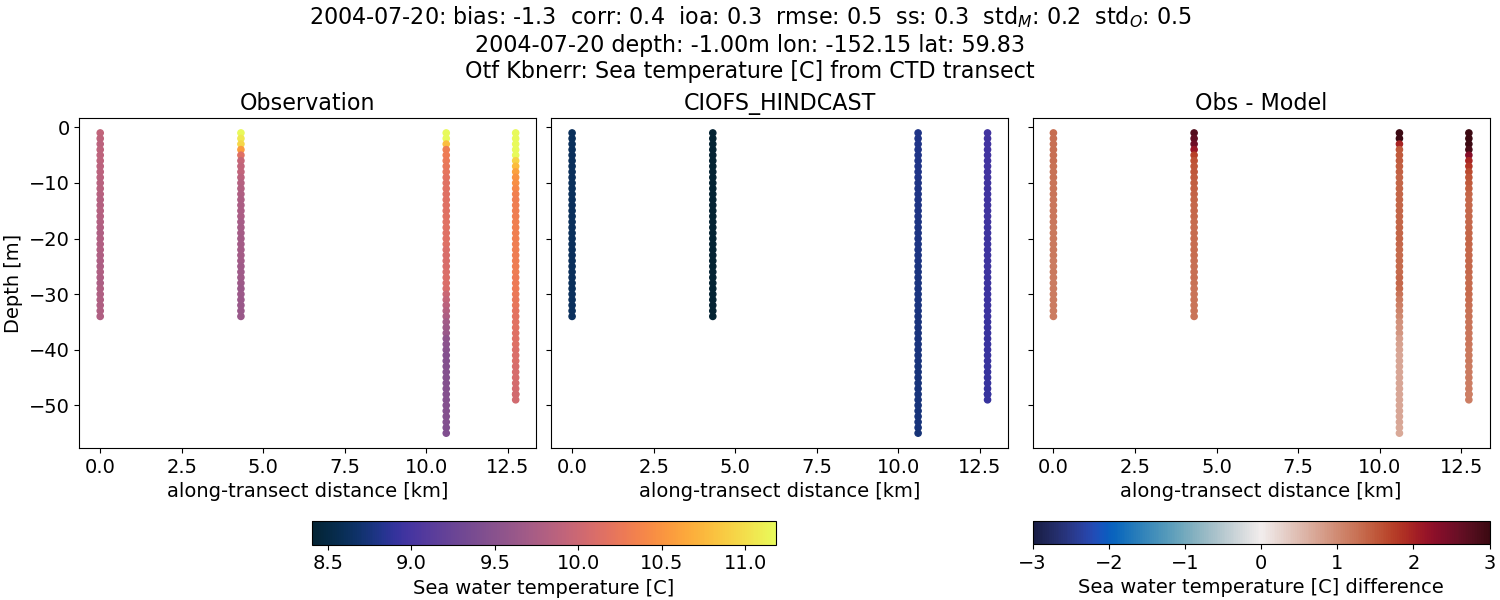 2004-07-20: bias: -1.3 corr: 0.4 ioa: 0.3 rmse: 0.5 ss: 0.3 std_M: 0.2 std_O: 0.5
2004-07-20 depth: -1.00m lon: -152.15 lat: 59.83
Otf Kbnerr: Sea temperature [C] from CTD transect
Observation
CIOFS_HINDCAST
Obs - Model
Depth [m]
0
−10
−20
−30
−40
−50
0.0 2.5 5.0 7.5 10.0 12.5
along-transect distance [km]
0.0 2.5 5.0 7.5 10.0 12.5
along-transect distance [km]
0.0 2.5 5.0 7.5 10.0 12.5
along-transect distance [km]
8.5 9.0 9.5 10.0 10.5 11.0
Sea water temperature [C]
−3 −2 −1 0 1 2 3
Sea water temperature [C] difference